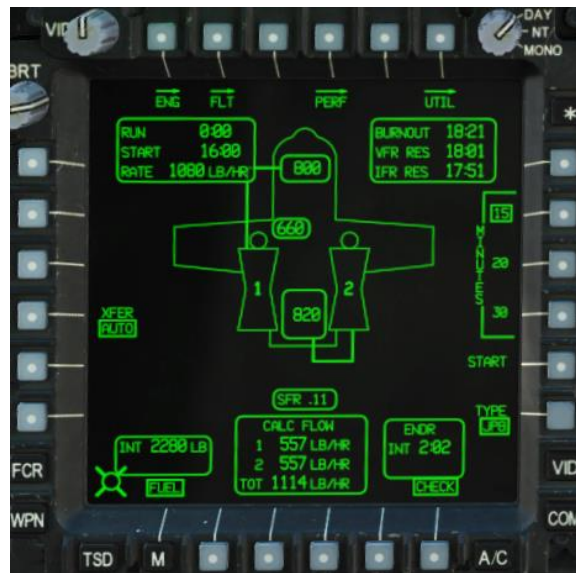 VID
DAY
NT
MONO
BRT
ENG FLT PERF UTIL
*
RUN 0:00
START 16:00
RATE 1080 LB/HR
800
BURNOUT 18:21
VFR RES 18:01
IFR RES 17:51
660
15
MINUTES
20
30
1
2
820
XFER
AUTO
START
SFR .11
TYPE
JP8
CALC FLOW
1 557 LB/HR
2 557 LB/HR
TOT 1114 LB/HR
ENDR
INT 2:02
INT 2280 LB
FUEL
CHECK
FCR
VID
WPN
COM
TSD
M
A/C